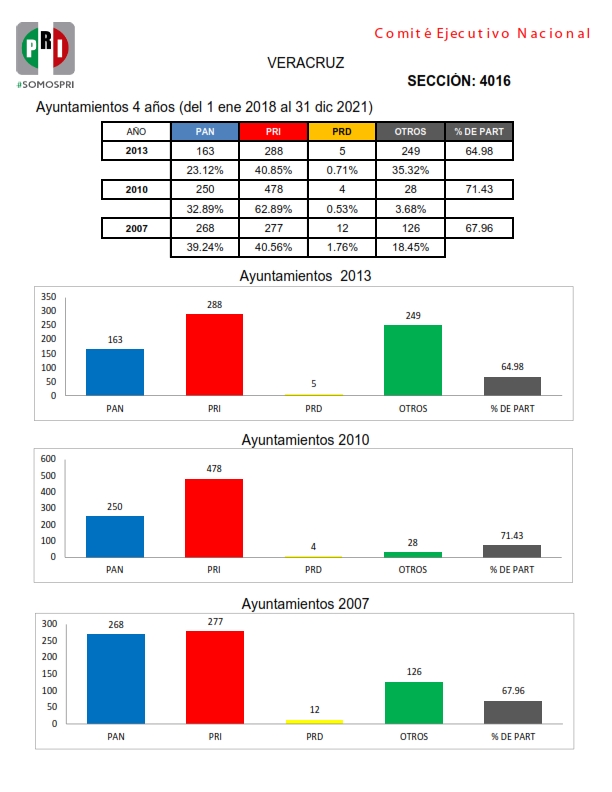 Comité Ejecutivo Nacional
PRI
#SOMOSPRI
VERACRUZ
SECCIÓN: 4016
Ayuntamientos 4 años (del 1 ene 2018 al 31 dic 2021)
AÑO PAN PRI PRD OTROS % DE PART
2013 163 288 5 249 64.98
23.12% 40.85% 0.71% 35.32%
2010 250 478 4 28 71.43
32.89% 62.89% 0.53% 3.68%
2007 268 277 12 126 67.96
39.24% 40.56% 1.76% 18.45%
Ayuntamientos 2013
350
300
250
200
150
100
50
0
163 288 5 249 64.98
PAN PRI PRD OTROS % DE PART
Ayuntamientos 2010
600
500
400
300
200
100
0
250 478 4 28 71.43
PAN PRI PRD OTROS % DE PART
Ayuntamientos 2007
300
250
200
150
100
50
0
268 277 12 126 67.96
PAN PRI PRD OTROS % DE PART